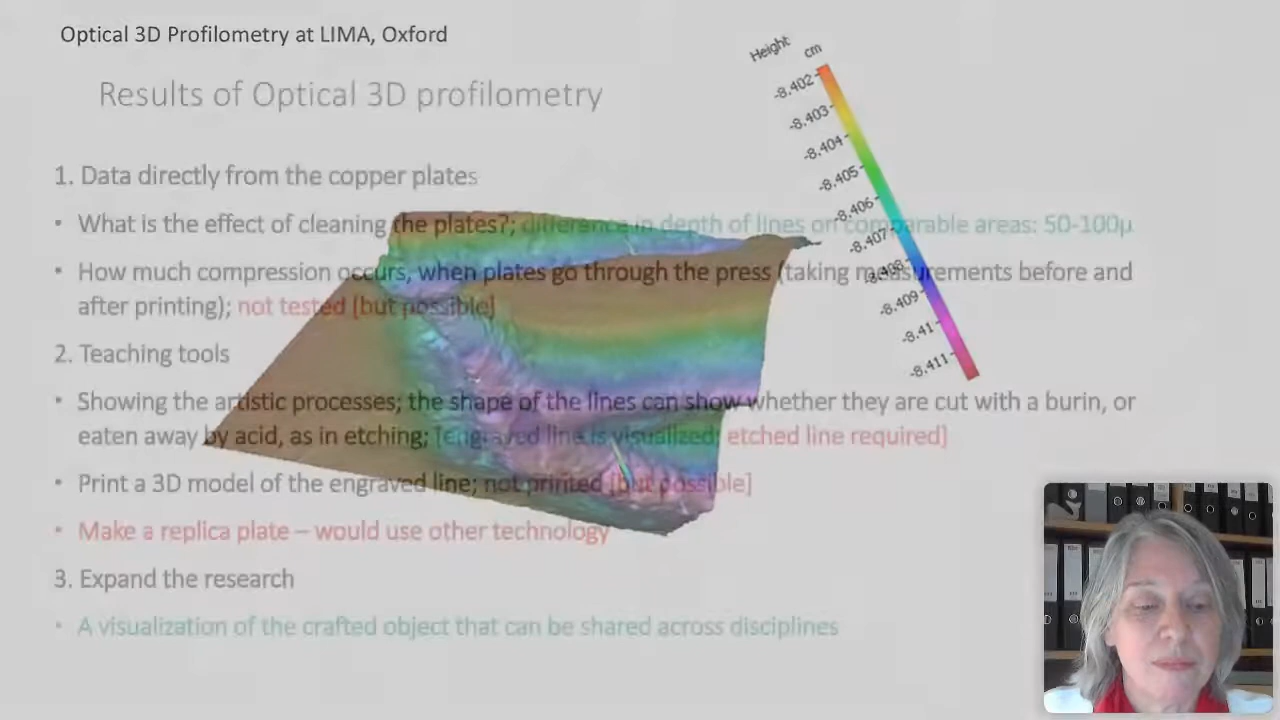 Optical 3D Profilometry at LIMA, Oxford
Results of Optical 3D profilometry
Height
cm
-8.402
-8.403
-8.404
-8.405
-8.406
-8.407
-8.408
-8.409
-8.41
-8.411
1. Data directly from the copper plates
• What is the effect of cleaning the plates?; difference in depth of lines on comparable areas: 50-100µ
• How much compression occurs, when plates go through the press (taking measurements before and
after printing); not tested [but possible]
2. Teaching tools
• Showing the artistic processes; the shape of the lines can show whether they are cut with a burin, or
eaten away by acid, as in etching; [engraved line is visualized; etched line required]
• Print a 3D model of the engraved line; not printed [but possible]
• Make a replica plate – would use other technology
3. Expand the research
• A visualization of the crafted object that can be shared across disciplines